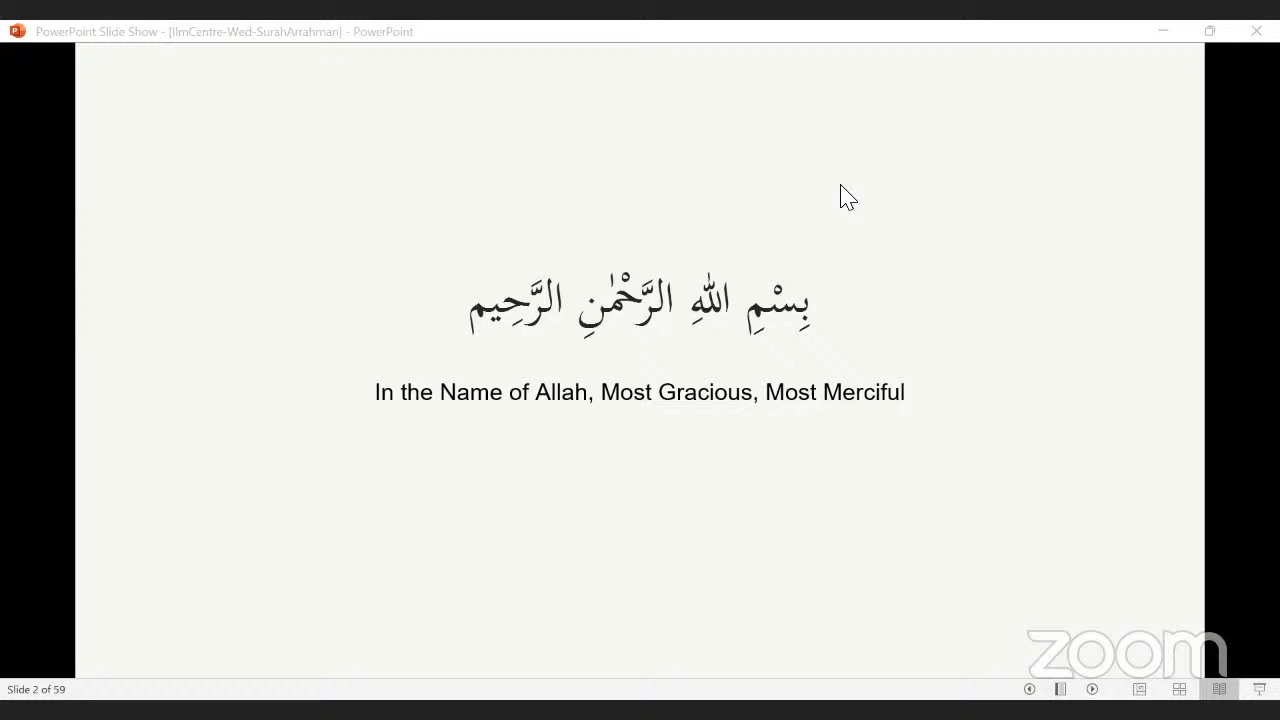 PowerPoint Slide Show - [IlmCentre-Wed-SurahArrahman] - PowerPoint
بِسْمِ اللّٰهِ الرَّحْمٰنِ الرَّحِيم
In the Name of Allah, Most Gracious, Most Merciful
zoom
Slide 2 of 59